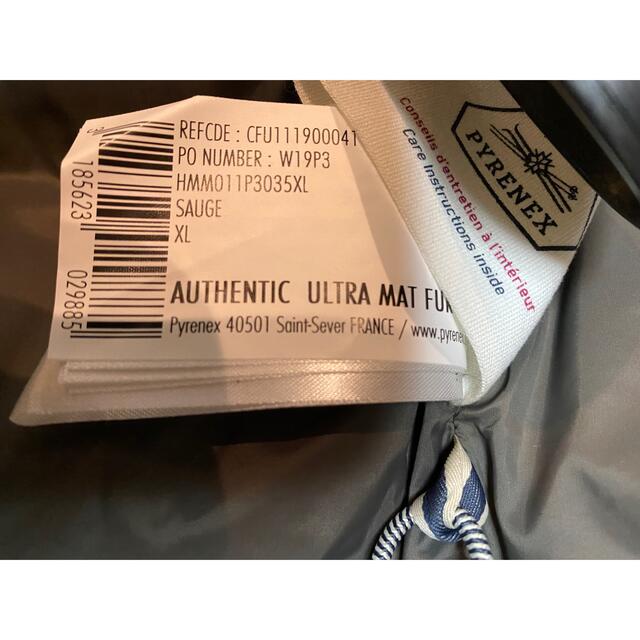 REFCDE : CFU111900041
PO NUMBER : W19P3
HMM011P3035XL
SAUGE
XL
AUTHENTIC ULTRA MAT FUR
Pyrenex 40501 Saint-Sever FRANCE / www.pyrenex
185623 029885
PYRENEX
Conseils d'entretien à l'intérieur
Care Instructions inside